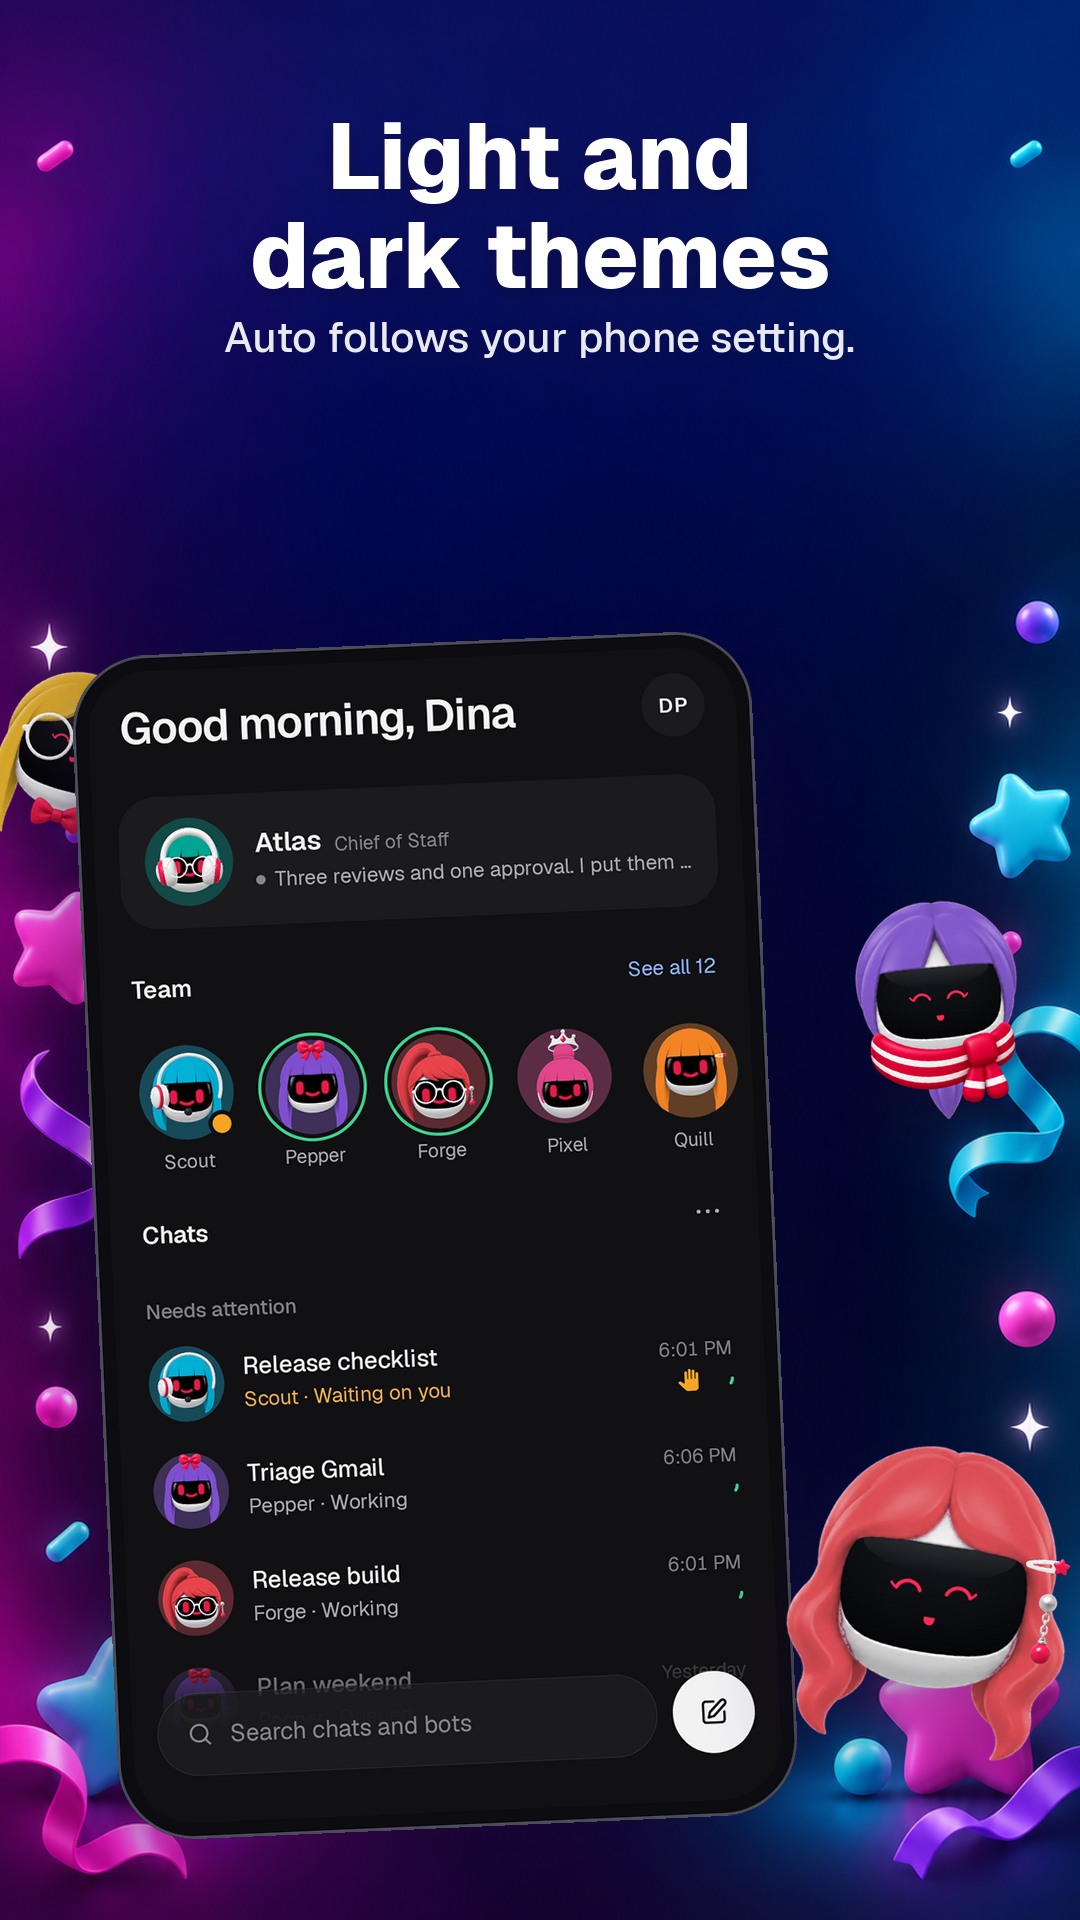 Light and
dark themes
Auto follows your phone setting.
Good morning, Dina
DP
Atlas Chief of Staff
Three reviews and one approval. I put them ...
Team
See all 12
Scout
Pepper
Forge
Pixel
Quill
Chats
Needs attention
Release checklist
6:01 PM
Scout · Waiting on you
Triage Gmail
6:06 PM
Pepper · Working
Release build
6:01 PM
Forge · Working
Plan weekend
Yesterday
Search chats and bots